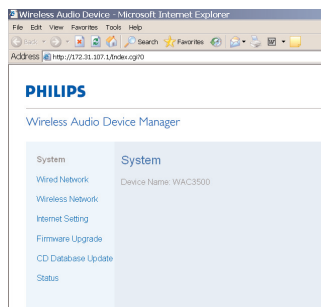 Wireless Audio Device - Microsoft Internet Explorer
File Edit View Favorites Tools Help
Back Search Favorites
Address http://172.31.107.1/Index.cgi?0
PHILIPS
Wireless Audio Device Manager
System
System
Wired Network
Device Name: WAC3500
Wireless Network
Internet Setting
Firmware Upgrade
CD Database Update
Status